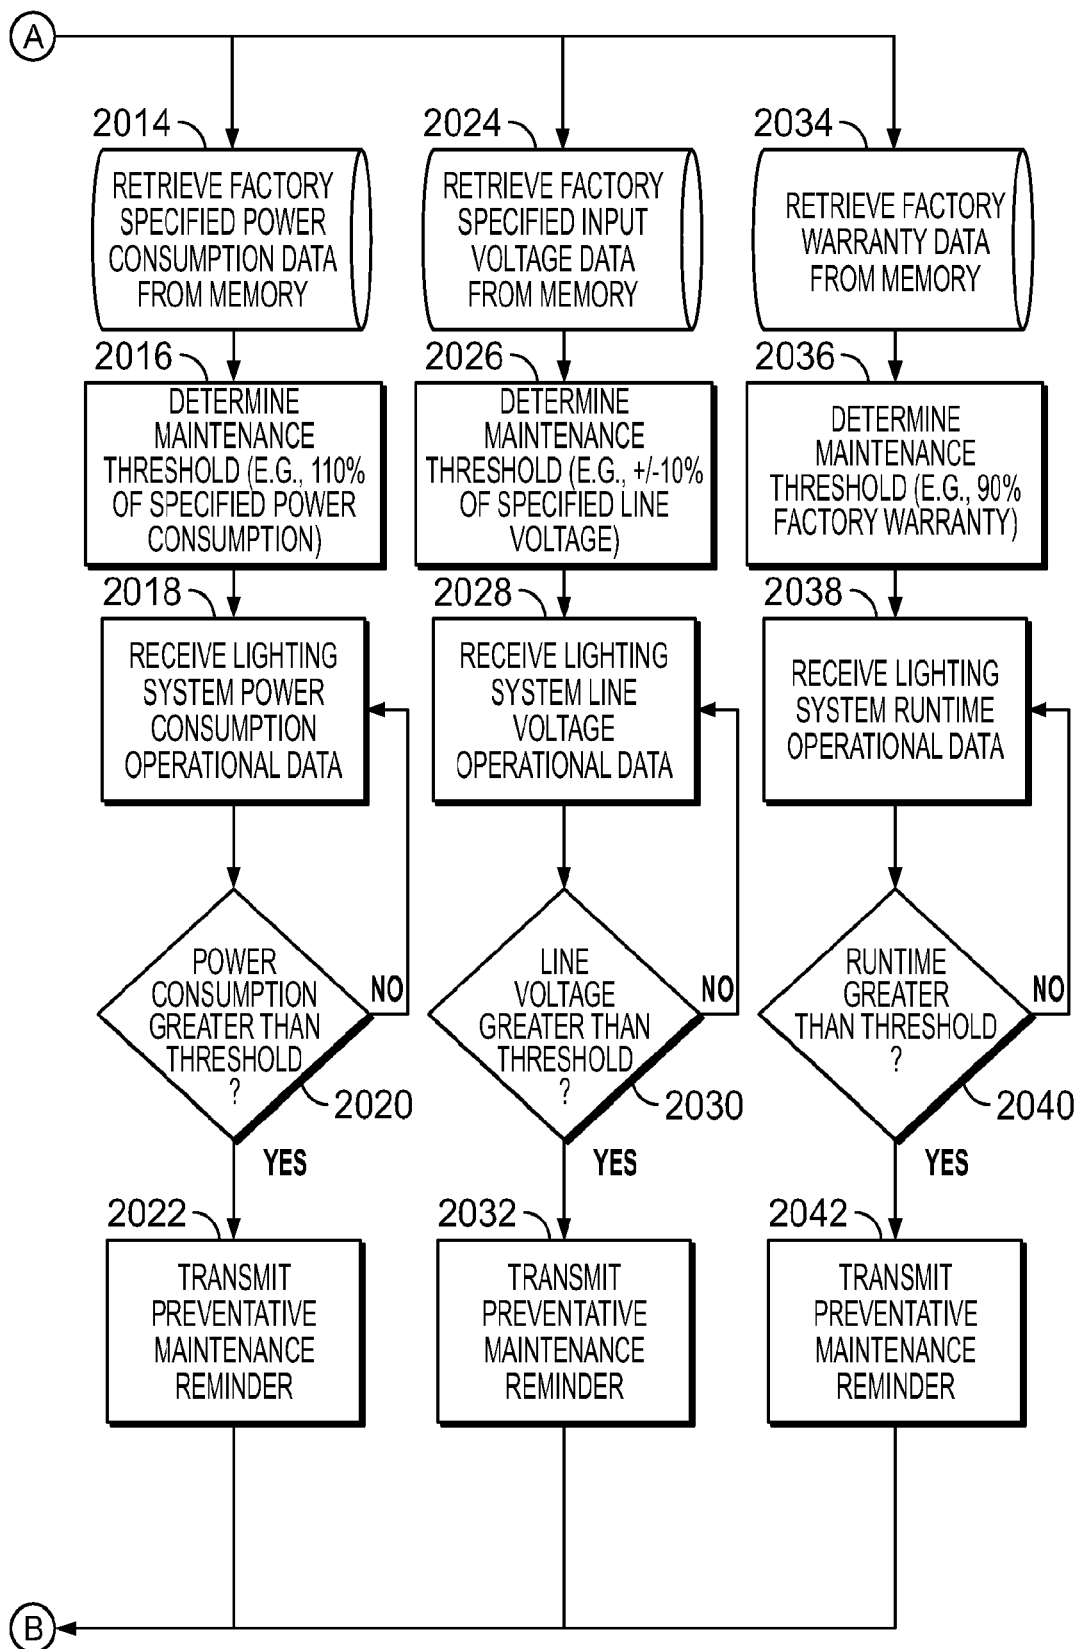 A
2014
RETRIEVE FACTORY
SPECIFIED POWER
CONSUMPTION DATA
FROM MEMORY
2016
DETERMINE
MAINTENANCE
THRESHOLD (E.G., 110%
OF SPECIFIED POWER
CONSUMPTION)
2018
RECEIVE LIGHTING
SYSTEM POWER
CONSUMPTION
OPERATIONAL DATA
POWER
CONSUMPTION
GREATER THAN
THRESHOLD
?
NO
2020
YES
2022
TRANSMIT
PREVENTATIVE
MAINTENANCE
REMINDER
2024
RETRIEVE FACTORY
SPECIFIED INPUT
VOLTAGE DATA
FROM MEMORY
2026
DETERMINE
MAINTENANCE
THRESHOLD (E.G., +/-10%
OF SPECIFIED LINE
VOLTAGE)
2028
RECEIVE LIGHTING
SYSTEM LINE
VOLTAGE
OPERATIONAL DATA
LINE
VOLTAGE
GREATER THAN
THRESHOLD
?
NO
2030
YES
2032
TRANSMIT
PREVENTATIVE
MAINTENANCE
REMINDER
2034
RETRIEVE FACTORY
WARRANTY DATA
FROM MEMORY
2036
DETERMINE
MAINTENANCE
THRESHOLD (E.G., 90%
FACTORY WARRANTY)
2038
RECEIVE LIGHTING
SYSTEM RUNTIME
OPERATIONAL DATA
RUNTIME
GREATER
THAN THRESHOLD
?
NO
2040
YES
2042
TRANSMIT
PREVENTATIVE
MAINTENANCE
REMINDER
B